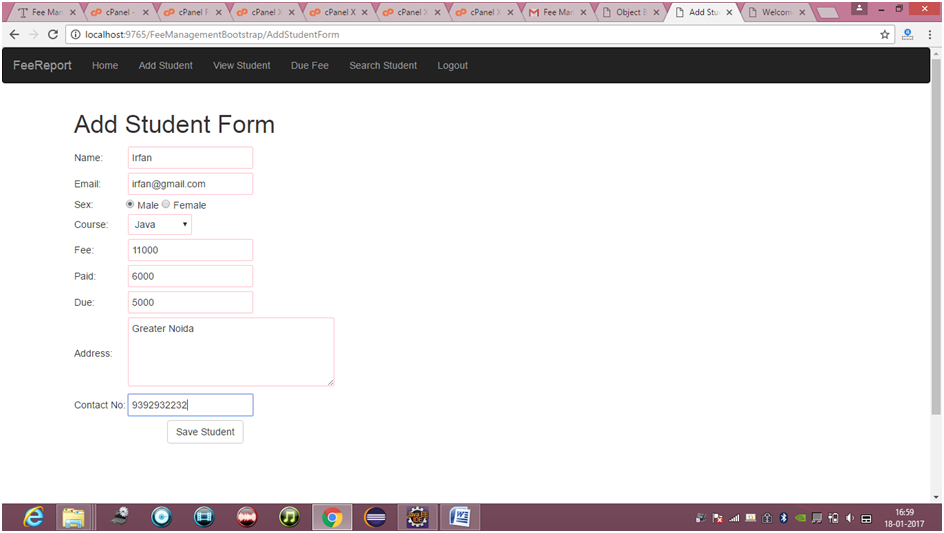 Fee Man
cPanel -
cPanel F
cPanel X
cPanel X
cPanel X
cPanel X
Fee Man
Object E
Add Stu
Welcom
localhost:9765/FeeManagementBootstrap/AddStudentForm
FeeReport Home Add Student View Student Due Fee Search Student Logout
Add Student Form
Name: Irfan
Email: irfan@gmail.com
Sex: Male Female
Course: Java
Fee: 11000
Paid: 6000
Due: 5000
Address: Greater Noida
Contact No: 9392932232
Save Student
16:59
18-01-2017